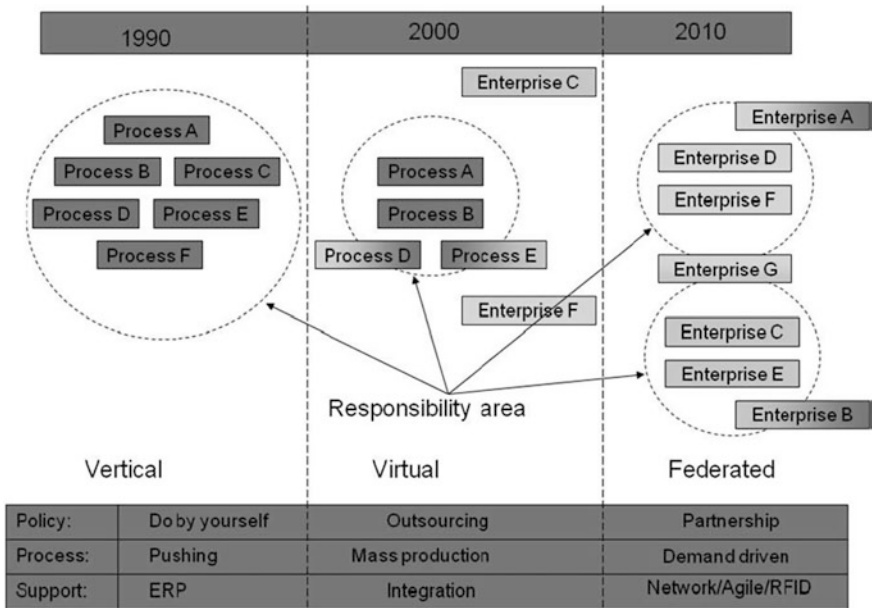 1990 2000 2010
Enterprise C
Enterprise A
Process A
Enterprise D
Process B Process C
Process A
Enterprise F
Process D Process E
Process B
Process F
Process D Process E
Enterprise G
Enterprise F
Enterprise C
Enterprise E
Responsibility area
Enterprise B
Vertical Virtual Federated
Policy: Do by yourself Outsourcing Partnership
Process: Pushing Mass production Demand driven
Support: ERP Integration Network/Agile/RFID